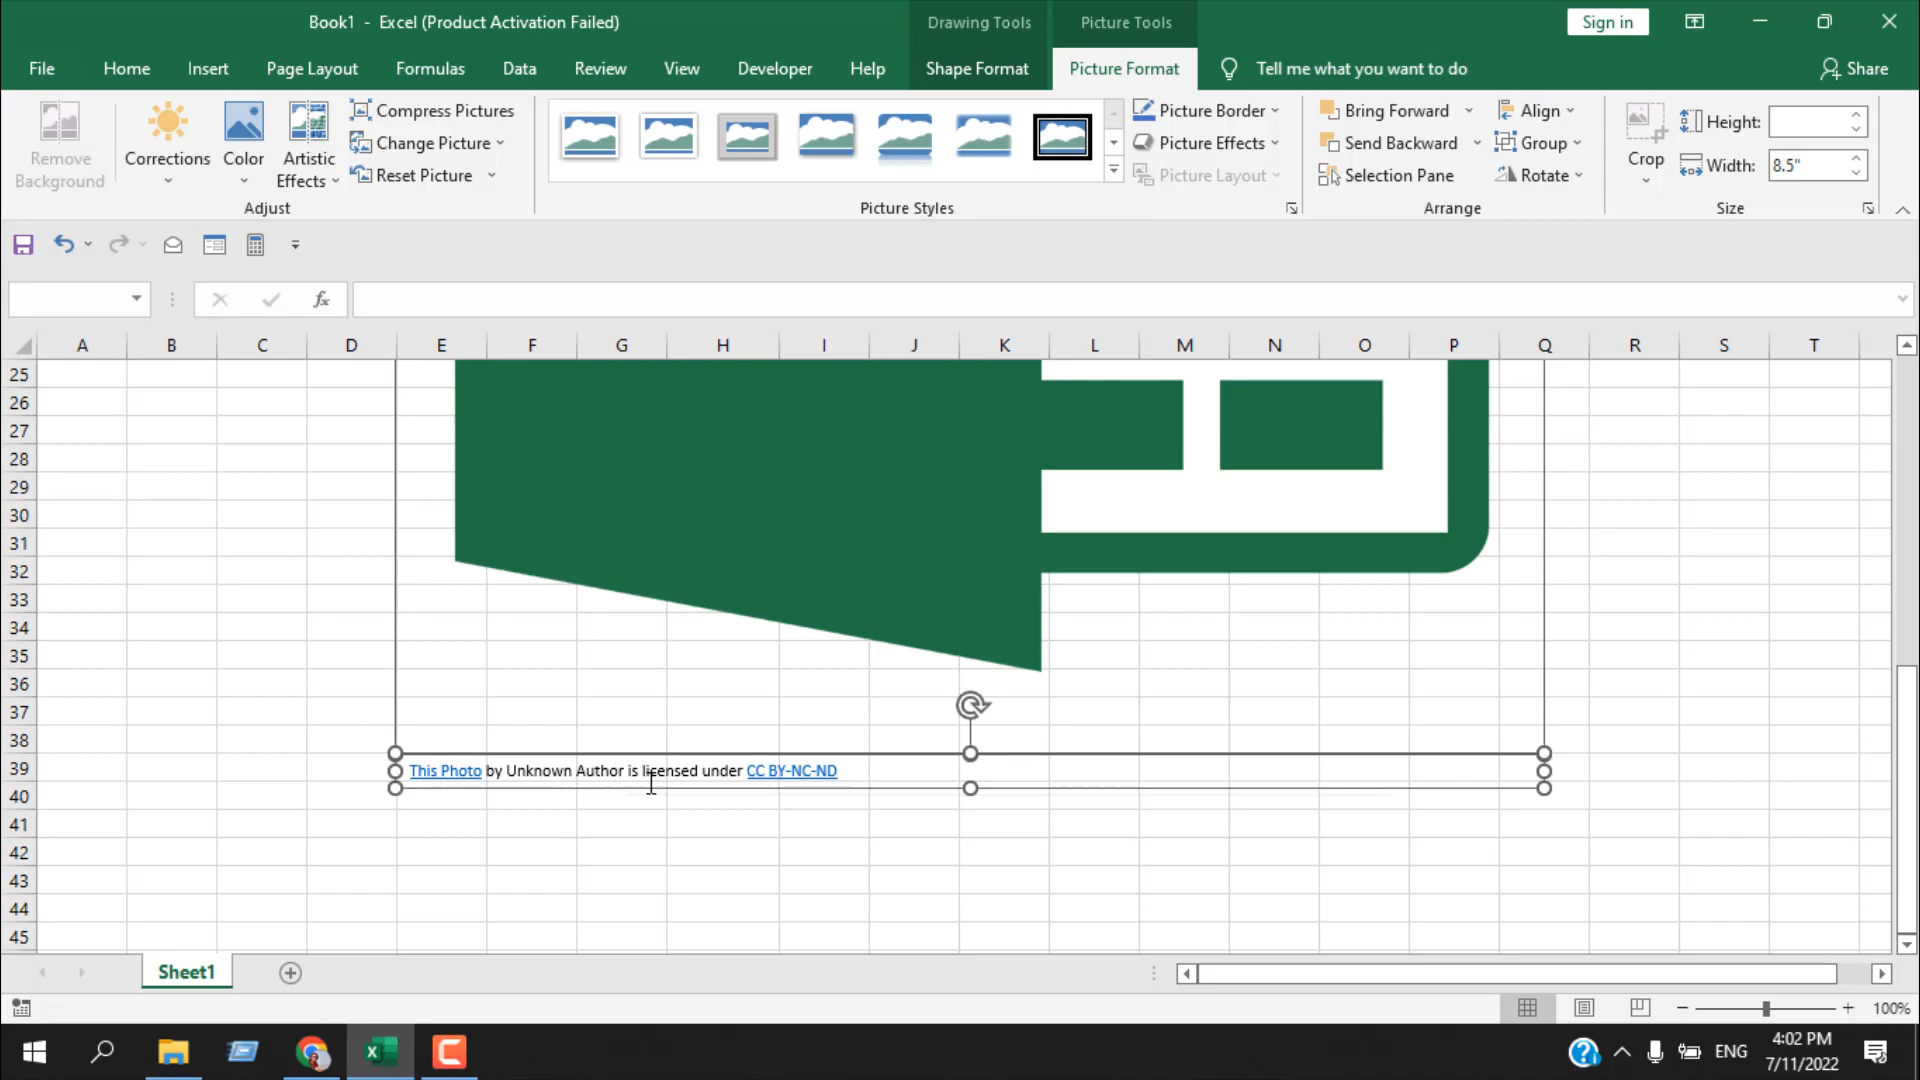 Book1 - Excel (Product Activation Failed)
Drawing Tools
Picture Tools
Sign in
File
Home
Insert
Page Layout
Formulas
Data
Review
View
Developer
Help
Shape Format
Picture Format
Tell me what you want to do
Share
Remove
Background
Corrections
Color
Artistic
Effects
Compress Pictures
Change Picture
Reset Picture
Adjust
Picture Styles
Picture Border
Picture Effects
Picture Layout
Bring Forward
Send Backward
Selection Pane
Align
Group
Rotate
Arrange
Crop
Height:
Width: 8.5"
Size
fx
A B C D E F G H I J K L M N O P Q R S T
25
26
27
28
29
30
31
32
33
34
35
36
37
38
39
This Photo by Unknown Author is licensed under CC BY-NC-ND
40
41
42
43
44
45
Sheet1
100%
ENG
4:02 PM
7/11/2022